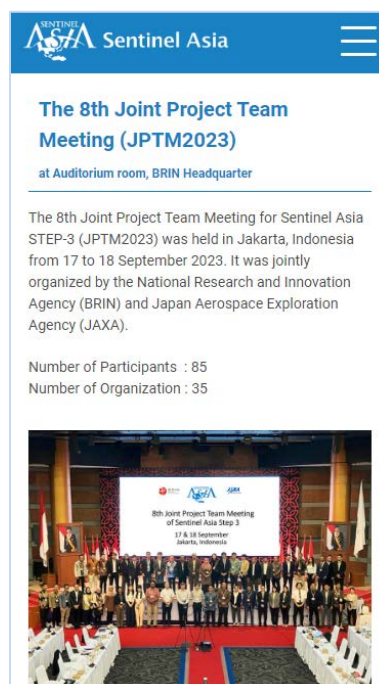 SENTINEL
ASIA
Sentinel Asia
The 8th Joint Project Team
Meeting (JPTM2023)
at Auditorium room, BRIN Headquarter
The 8th Joint Project Team Meeting for Sentinel Asia
STEP-3 (JPTM2023) was held in Jakarta, Indonesia
from 17 to 18 September 2023. It was jointly
organized by the National Research and Innovation
Agency (BRIN) and Japan Aerospace Exploration
Agency (JAXA).
Number of Participants : 85
Number of Organization : 35
8th Joint Project Team Meeting
of Sentinel Asia Step 3
17 & 18 September
Jakarta, Indonesia